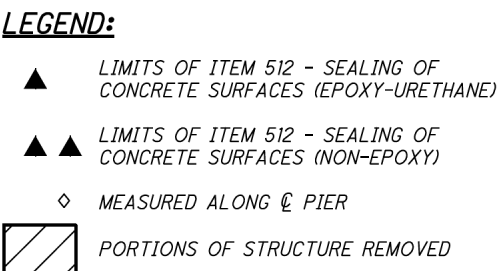 LEGEND:
▲ LIMITS OF ITEM 512 - SEALING OF
CONCRETE SURFACES (EPOXY-URETHANE)
▲ ▲ LIMITS OF ITEM 512 - SEALING OF
CONCRETE SURFACES (NON-EPOXY)
◇ MEASURED ALONG ℄ PIER
PORTIONS OF STRUCTURE REMOVED